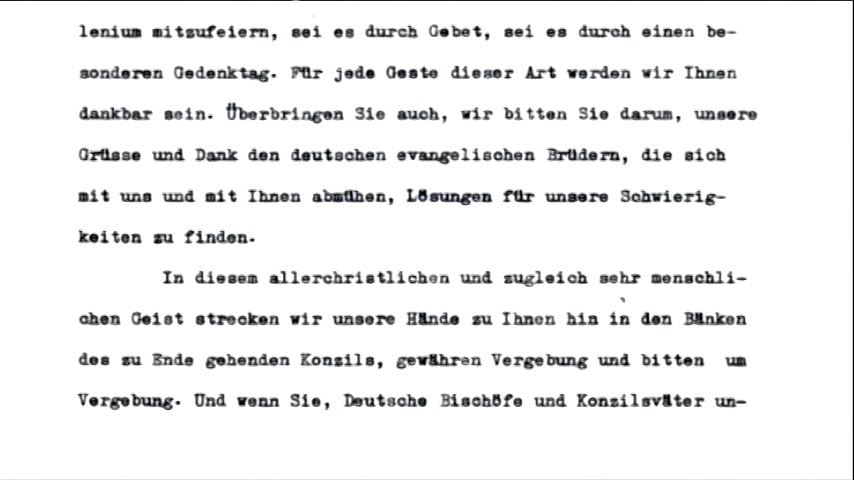 lenium mitzufeiern, sei es durch Gebet, sei es durch einen be-
sonderen Gedenktag. Für jede Geste dieser Art werden wir Ihnen
dankbar sein. Überbringen Sie auch, wir bitten Sie darum, unsere
Grüsse und Dank den deutschen evangelischen Brüdern, die sich
mit uns und mit Ihnen abmühen, Lösungen für unsere Schwierig-
keiten zu finden.
In diesem allerchristlichen und zugleich sehr menschli-
chen Geist strecken wir unsere Hände zu Ihnen hin in den Bänken
des zu Ende gehenden Konzils, gewähren Vergebung und bitten um
Vergebung. Und wenn Sie, Deutsche Bischöfe und Konzilsväter un-